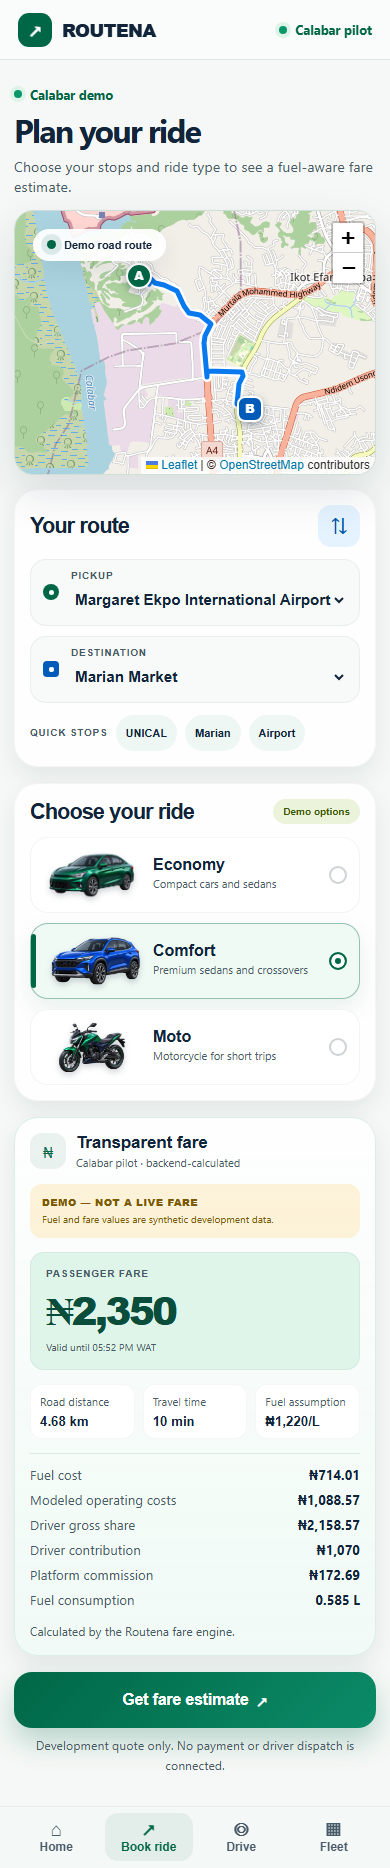 ROUTENA
Calabar pilot
Calabar demo
Plan your ride
Choose your stops and ride type to see a fuel-aware fare
estimate.
Demo road route
+
−
A
Murtala Mohammed Highway
Calabar
B
Ndidem Usong
A4
Leaflet | © OpenStreetMap contributors
Your route
PICKUP
Margaret Ekpo International Airport
DESTINATION
Marian Market
QUICK STOPS
UNICAL
Marian
Airport
Choose your ride
Demo options
Economy
Compact cars and sedans
Comfort
Premium sedans and crossovers
Moto
Motorcycle for short trips
₦
Transparent fare
Calabar pilot · backend-calculated
DEMO — NOT A LIVE FARE
Fuel and fare values are synthetic development data.
PASSENGER FARE
₦2,350
Valid until 05:52 PM WAT
Road distance
4.68 km
Travel time
10 min
Fuel assumption
₦1,220/L
Fuel cost ₦714.01
Modeled operating costs ₦1,088.57
Driver gross share ₦2,158.57
Driver contribution ₦1,070
Platform commission ₦172.69
Fuel consumption 0.585 L
Calculated by the Routena fare engine.
Get fare estimate ↗
Development quote only. No payment or driver dispatch is
connected.
Home
Book ride
Drive
Fleet